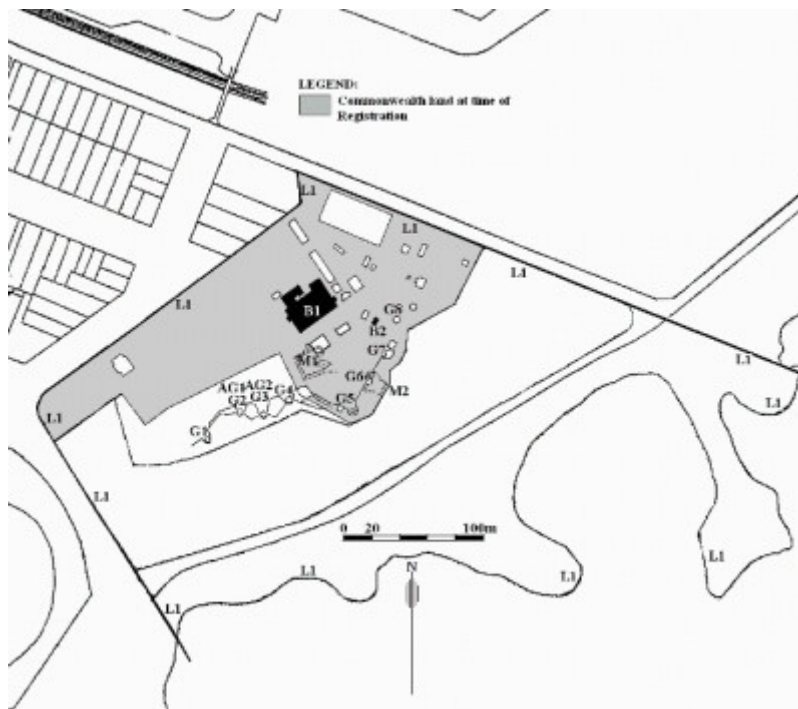 LEGEND:
Commonwealth land at time of
Registration
L1
L1
L1
L1
B1
G8
B2
G7
L1
M1
G6
M2
AG1 AG2
G2 G3 G4
G5
L1
L1
G1
L1
0 20 100m
L1
N
L1
L1
L1